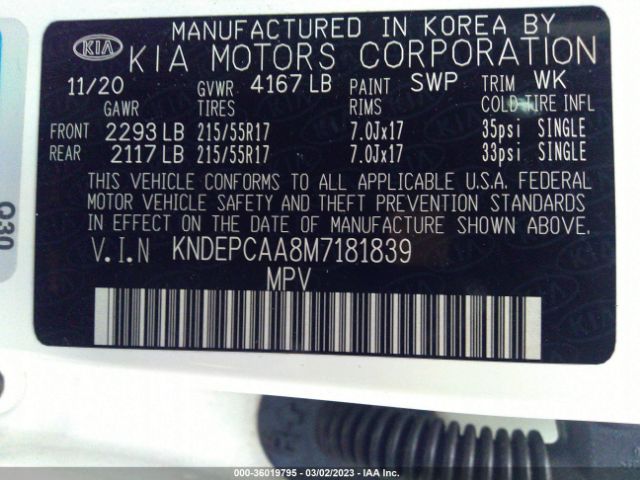 MANUFACTURED IN KOREA BY
KIA KIA MOTORS CORPORATION
11/20 GVWR 4167 LB PAINT SWP TRIM WK
GAWR TIRES RIMS COLD TIRE INFL
FRONT 2293 LB 215/55R17 7.0Jx17 35psi SINGLE
REAR 2117 LB 215/55R17 7.0Jx17 33psi SINGLE
THIS VEHICLE CONFORMS TO ALL APPLICABLE U.S.A. FEDERAL
MOTOR VEHICLE SAFETY AND THEFT PREVENTION STANDARDS
IN EFFECT ON THE DATE OF MANUFACTURE SHOWN ABOVE.
V.I.N KNDEPCAA8M7181839
MPV
Q30
000-36019795 - 03/02/2023 - IAA Inc.